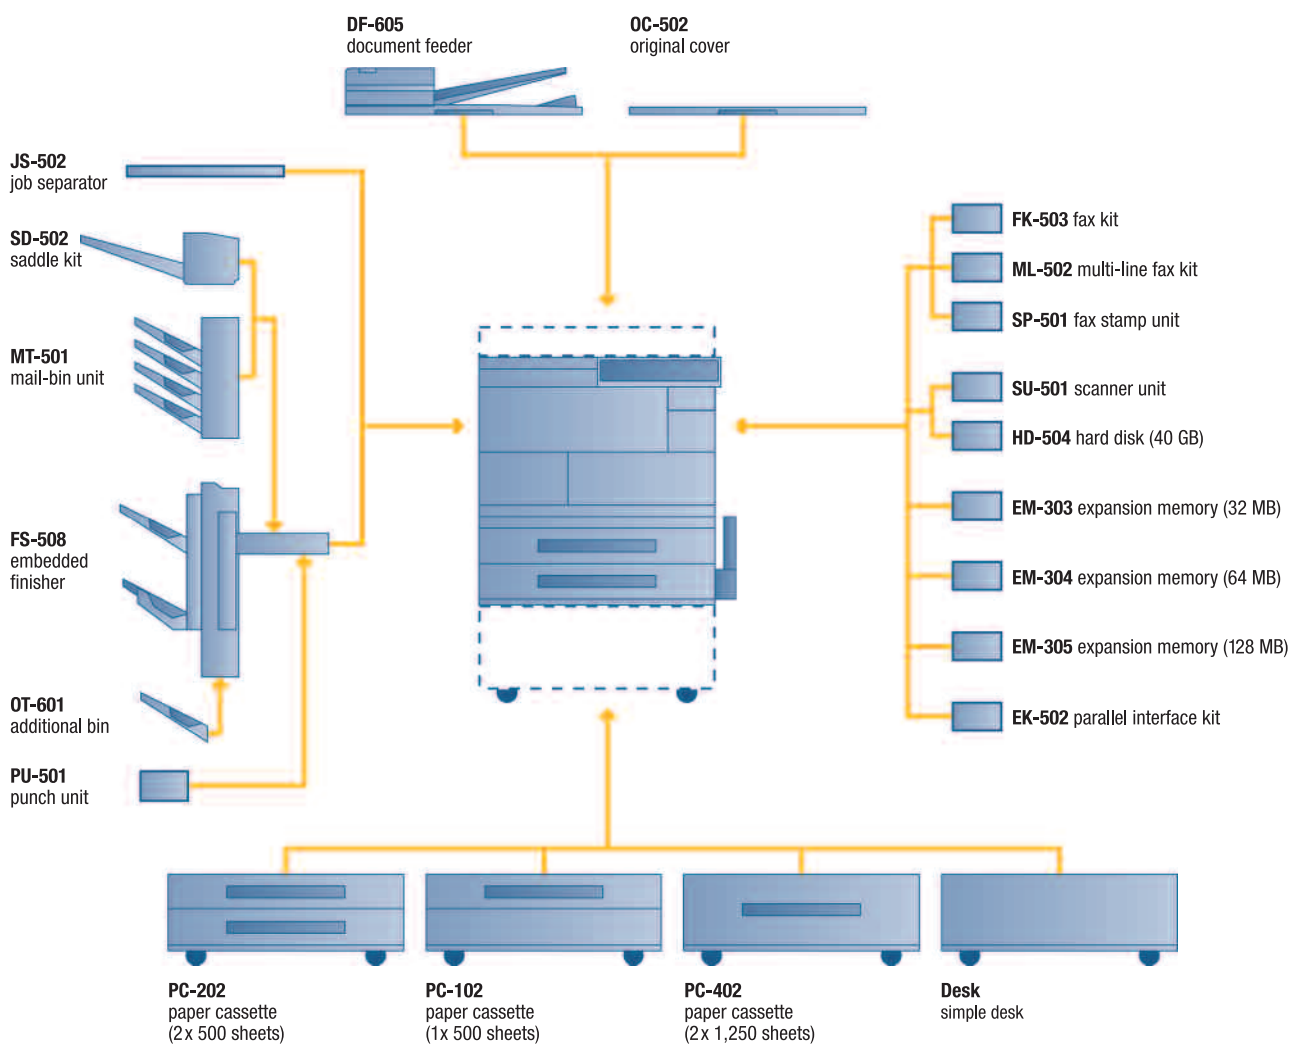 DF-605
document feeder
OC-502
original cover
JS-502
job separator
SD-502
saddle kit
MT-501
mail-bin unit
FS-508
embedded
finisher
OT-601
additional bin
PU-501
punch unit
FK-503 fax kit
ML-502 multi-line fax kit
SP-501 fax stamp unit
SU-501 scanner unit
HD-504 hard disk (40 GB)
EM-303 expansion memory (32 MB)
EM-304 expansion memory (64 MB)
EM-305 expansion memory (128 MB)
EK-502 parallel interface kit
PC-202
paper cassette
(2x 500 sheets)
PC-102
paper cassette
(1x 500 sheets)
PC-402
paper cassette
(2x 1,250 sheets)
Desk
simple desk